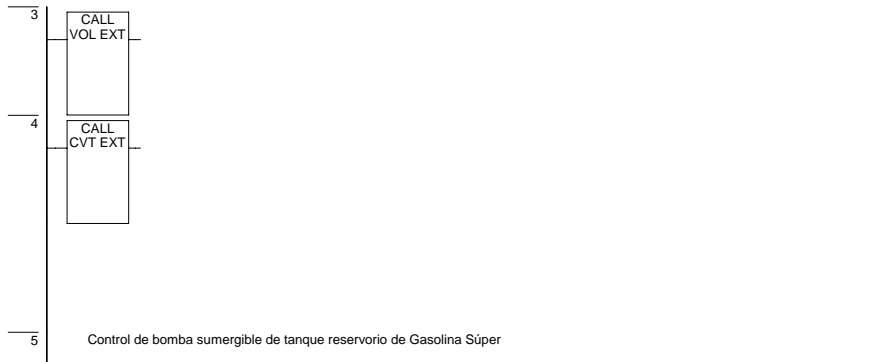 3
CALL
VOL EXT
4
CALL
CVT EXT
5
Control de bomba sumergible de tanque reservorio de Gasolina Súper